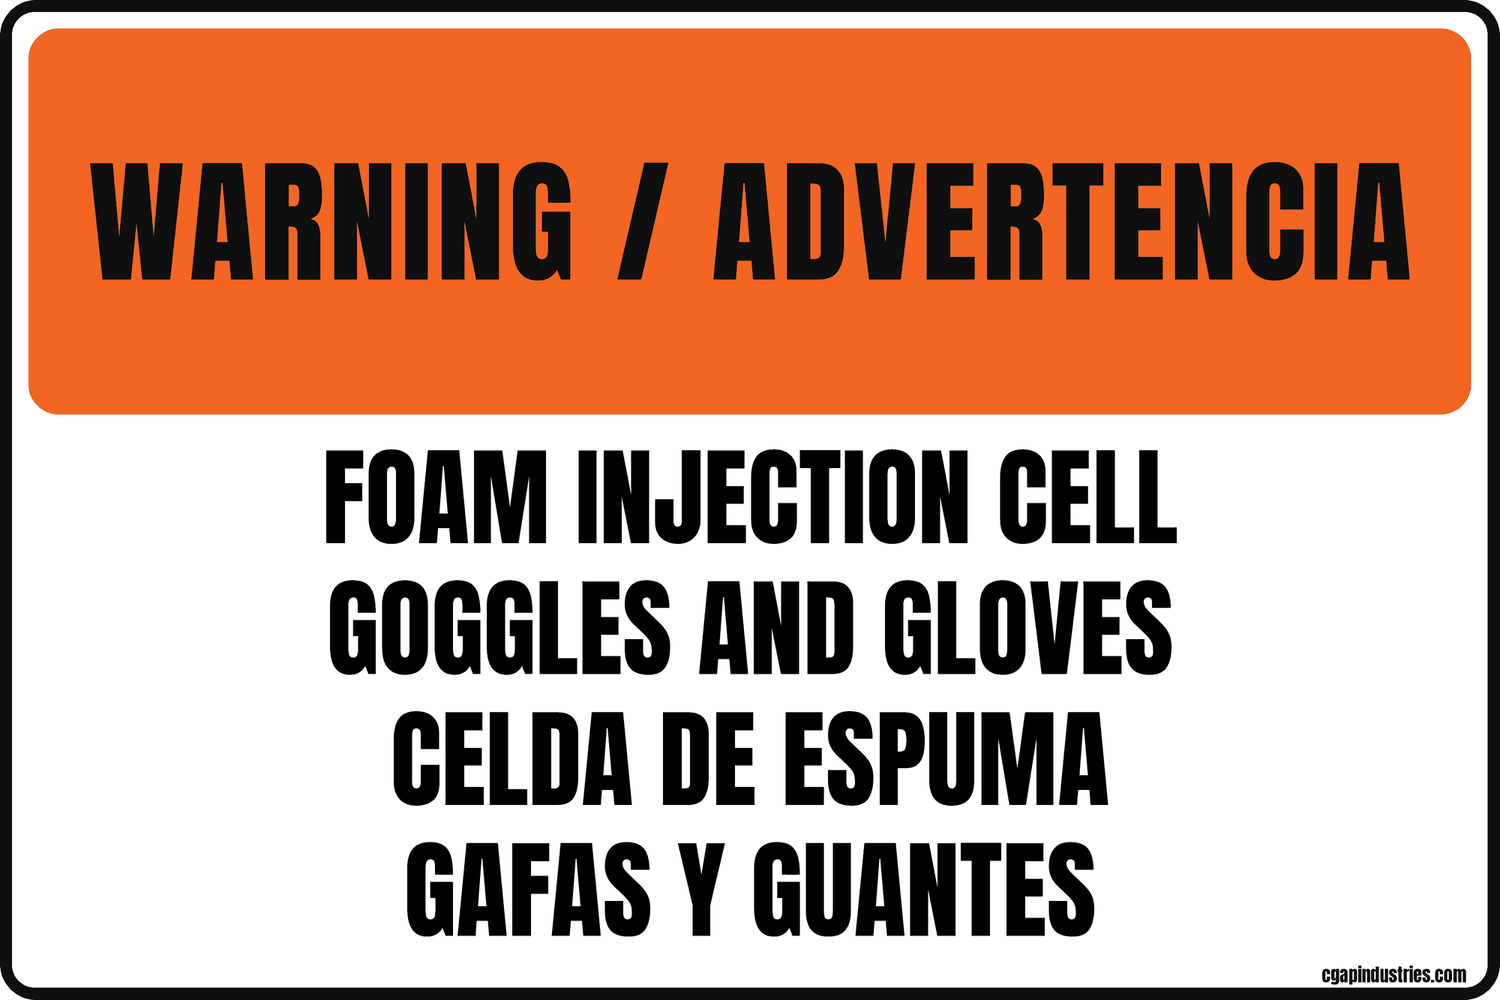 WARNING / ADVERTENCIA
FOAM INJECTION CELL
GOGGLES AND GLOVES
CELDA DE ESPUMA
GAFAS Y GUANTES
cgapindustries.com